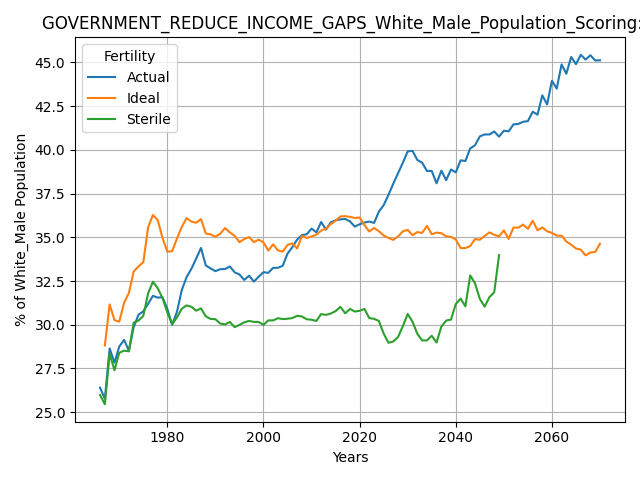 GOVERNMENT_REDUCE_INCOME_GAPS_White_Male_Population_Scoring:
Fertility
Actual
Ideal
Sterile
% of White_Male Population
45.0
42.5
40.0
37.5
35.0
32.5
30.0
27.5
25.0
1980
2000
2020
2040
2060
Years